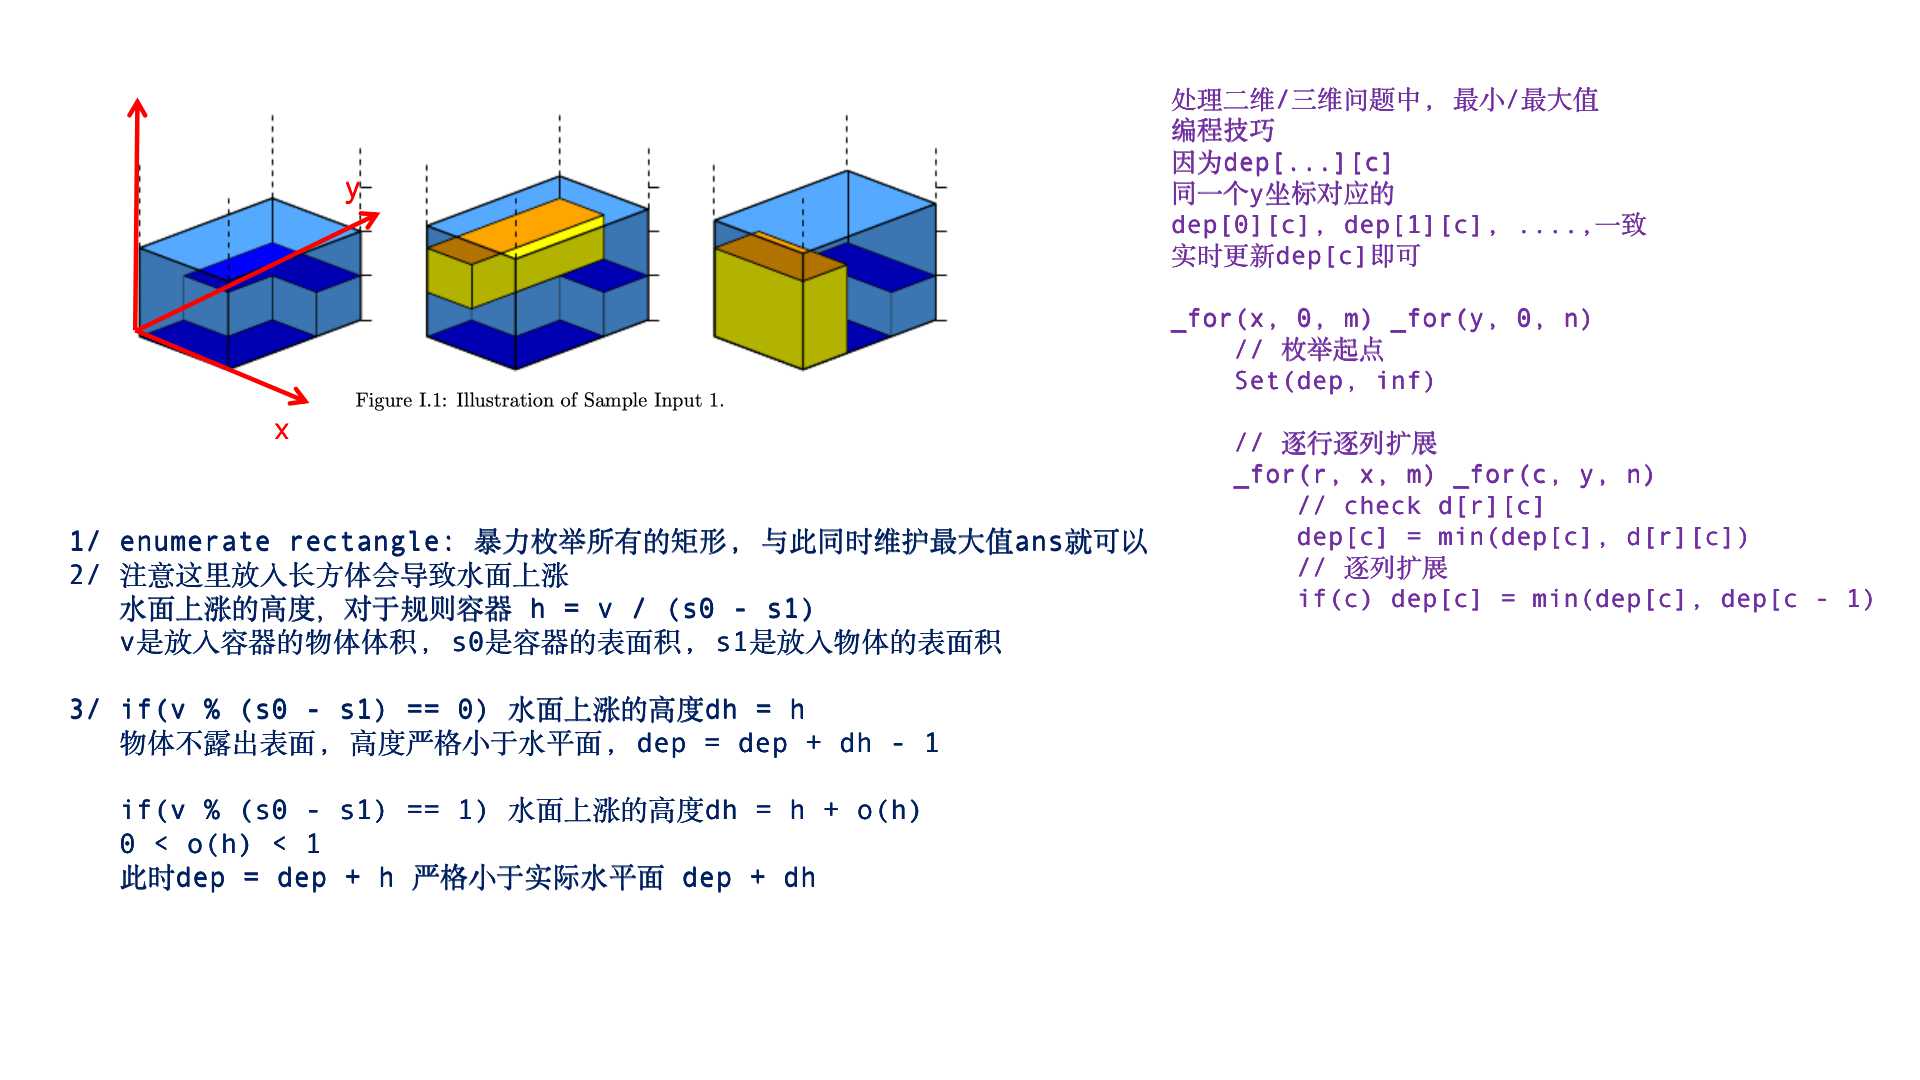 y
x
Figure I.1: Illustration of Sample Input 1.
1/ enumerate rectangle: 暴力枚举所有的矩形, 与此同时维护最大值ans就可以
2/ 注意这里放入长方体会导致水面上涨
水面上涨的高度, 对于规则容器 h = v / (s0 - s1)
v是放入容器的物体体积, s0是容器的表面积, s1是放入物体的表面积
3/ if(v % (s0 - s1) == 0) 水面上涨的高度dh = h
物体不露出表面, 高度严格小于水平面, dep = dep + dh - 1
if(v % (s0 - s1) == 1) 水面上涨的高度dh = h + o(h)
0 < o(h) < 1
此时dep = dep + h 严格小于实际水平面 dep + dh
处理二维/三维问题中, 最小/最大值
编程技巧
因为dep[...][c]
同一个y坐标对应的
dep[0][c], dep[1][c], ....,一致
实时更新dep[c]即可
_for(x, 0, m) _for(y, 0, n)
// 枚举起点
Set(dep, inf)
// 逐行逐列扩展
_for(r, x, m) _for(c, y, n)
// check d[r][c]
dep[c] = min(dep[c], d[r][c])
// 逐列扩展
if(c) dep[c] = min(dep[c], dep[c - 1)